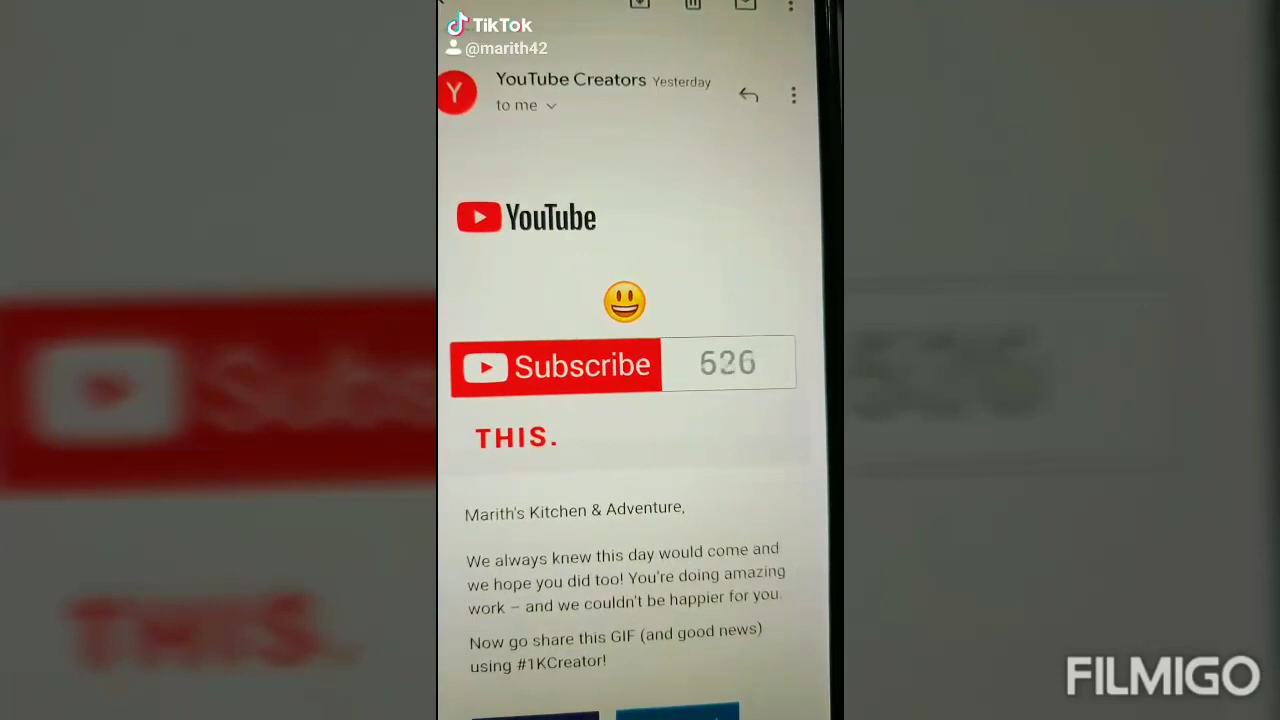 TikTok
@marith42
YouTube Creators Yesterday
Y
to me
YouTube
Subscribe 526
THIS.
Marith's Kitchen & Adventure,
We always knew this day would come and
we hope you did too! You're doing amazing
work – and we couldn't be happier for you.
Now go share this GIF (and good news)
using #1KCreator!
FILMIGO